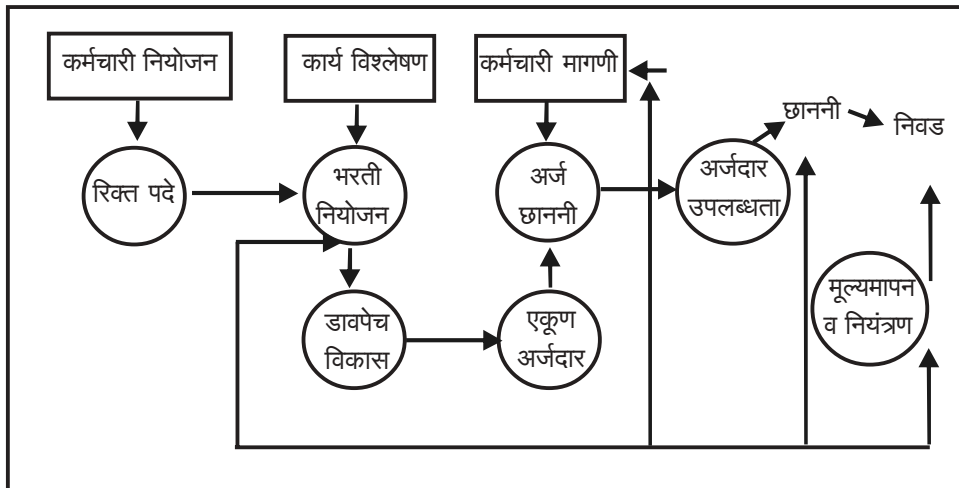 कर्मचारी नियोजन
कार्य विश्लेषण
कर्मचारी मागणी
छाननी
निवड
रिक्त पदे
भरती
नियोजन
अर्ज
छाननी
अर्जदार
उपलब्धता
डावपेच
विकास
एकूण
अर्जदार
मूल्यमापन
व नियंत्रण